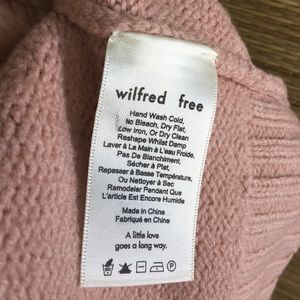 wilfred free
Hand Wash Cold,
No Bleach, Dry Flat,
Low Iron, Or Dry Clean
Reshape Whilst Damp
Laver à La Main à L'eau Froide,
Pas De Blanchiment,
Sécher à Plat,
Repasser à Basse Température,
Ou Nettoyer à Sec
Remodeler Pendant Que
L'article Est Encore Humide
Made in China
Fabriqué en China
A little love
goes a long way.